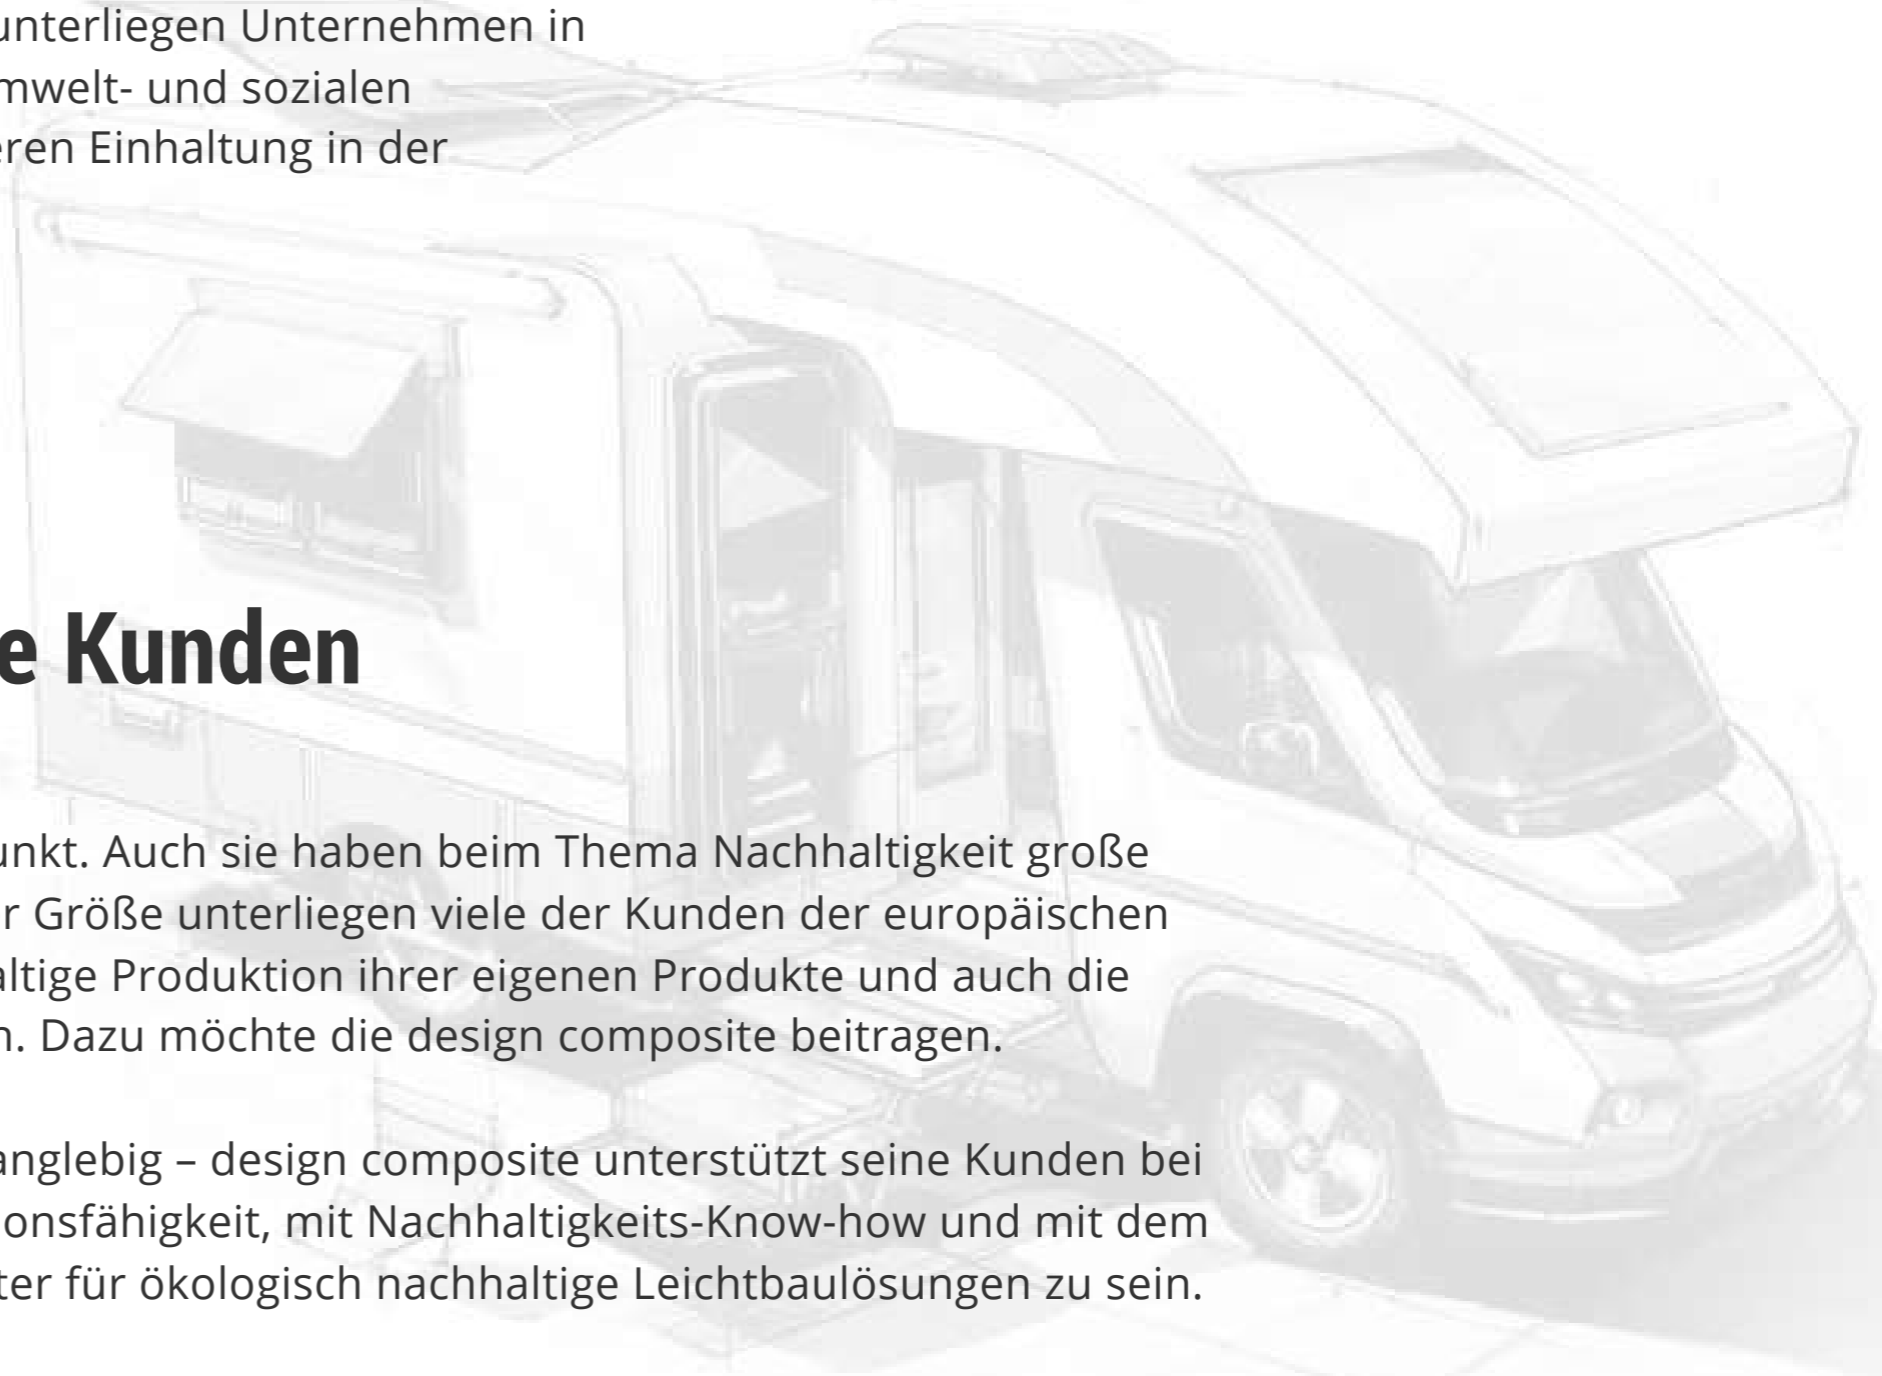 unterliegen Unternehmen in
mwelt- und sozialen
eren Einhaltung in der
e Kunden
unkt. Auch sie haben beim Thema Nachhaltigkeit große
r Größe unterliegen viele der Kunden der europäischen
altige Produktion ihrer eigenen Produkte und auch die
n. Dazu möchte die design composite beitragen.
anglebig – design composite unterstützt seine Kunden bei
onsfähigkeit, mit Nachhaltigkeits-Know-how und mit dem
ter für ökologisch nachhaltige Leichtbaulösungen zu sein.